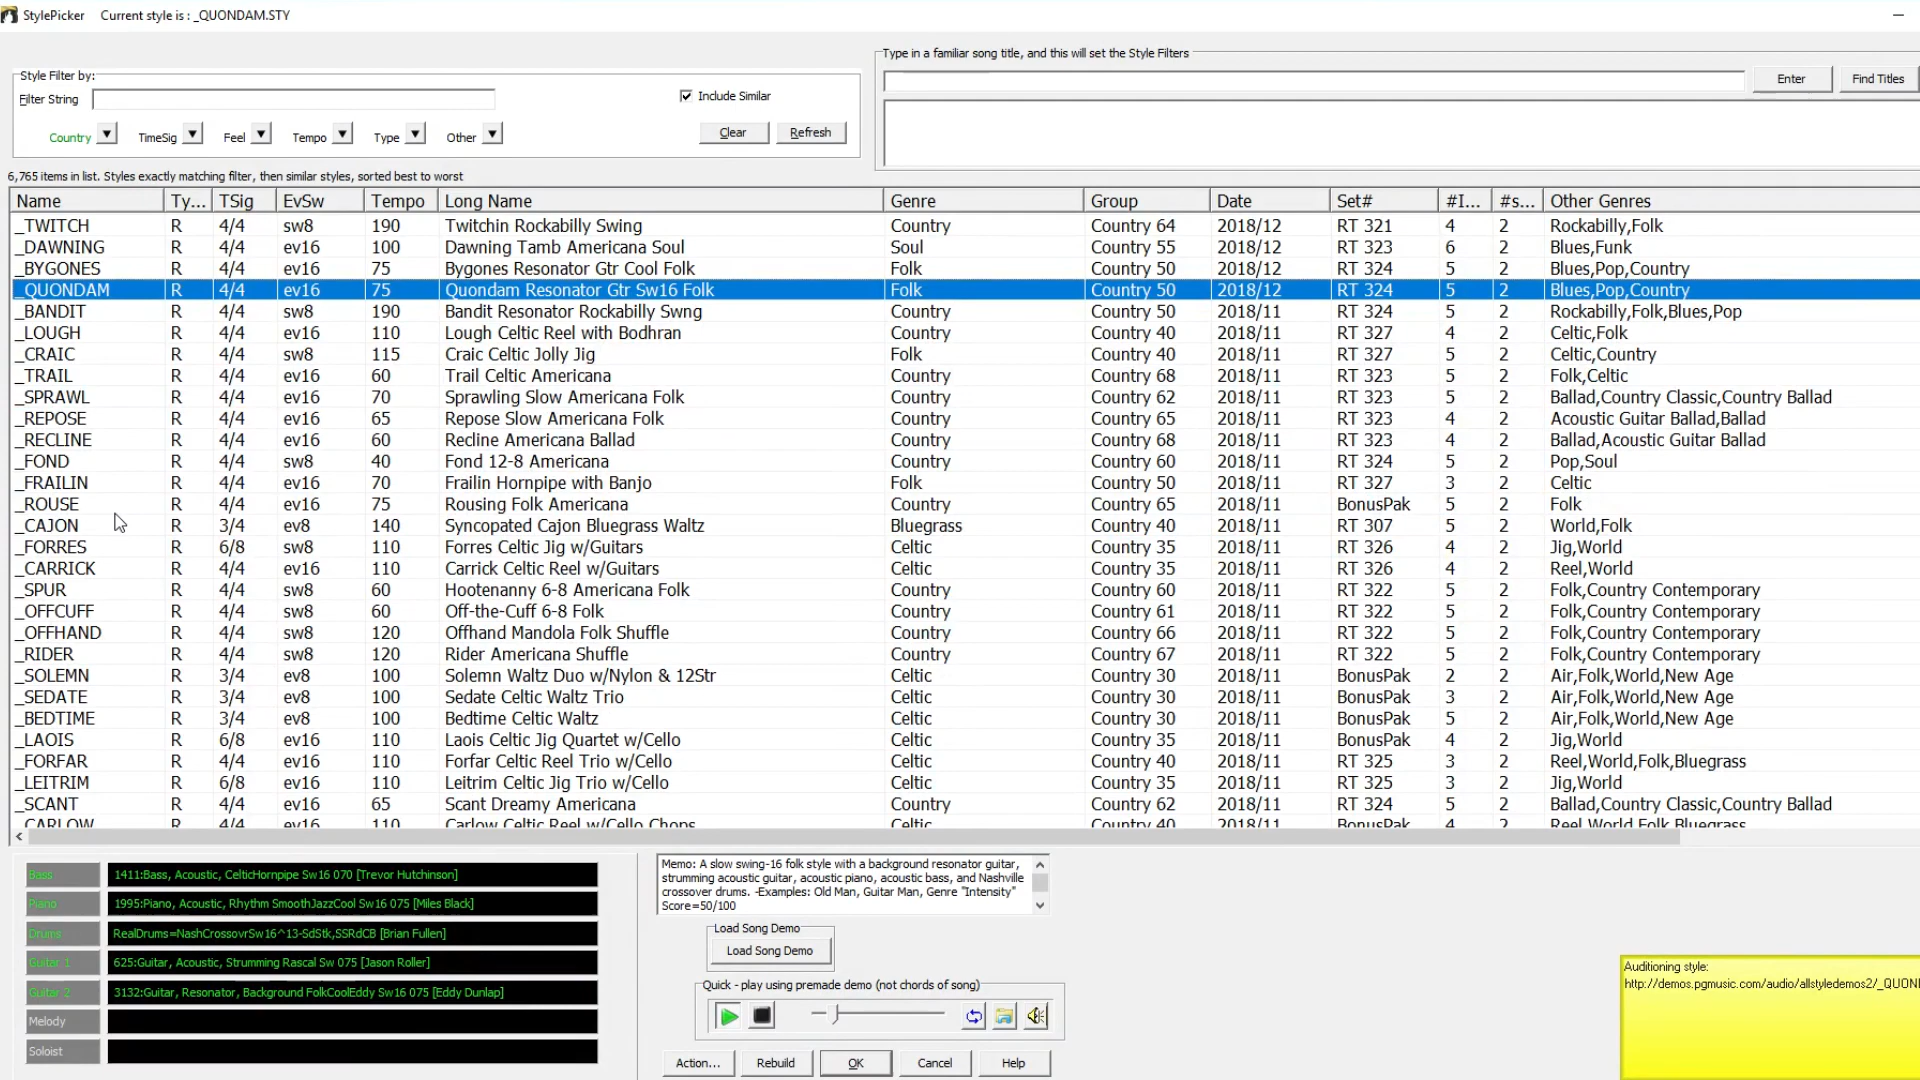 StylePicker Current style is : _QUONDAM.STY
Type in a familiar song title, and this will set the Style Filters
Enter Find Titles
Style Filter by:
Filter String
Include Similar
Country TimeSig Feel Tempo Type Other Clear Refresh
6,765 items in list. Styles exactly matching filter, then similar styles, sorted best to worst
Name Ty... TSig EvSw Tempo Long Name Genre Group Date Set# #I... #s... Other Genres
_TWITCH R 4/4 sw8 190 Twitchin Rockabilly Swing Country Country 64 2018/12 RT 321 4 2 Rockabilly,Folk
_DAWNING R 4/4 ev16 100 Dawning Tamb Americana Soul Soul Country 55 2018/12 RT 323 6 2 Blues,Funk
_BYGONES R 4/4 ev16 75 Bygones Resonator Gtr Cool Folk Folk Country 50 2018/12 RT 324 5 2 Blues,Pop,Country
_QUONDAM R 4/4 ev16 75 Quondam Resonator Gtr Sw16 Folk Folk Country 50 2018/12 RT 324 5 2 Blues,Pop,Country
_BANDIT R 4/4 sw8 190 Bandit Resonator Rockabilly Swng Country Country 50 2018/11 RT 324 5 2 Rockabilly,Folk,Blues,Pop
_LOUGH R 4/4 ev16 110 Lough Celtic Reel with Bodhran Country Country 40 2018/11 RT 327 4 2 Celtic,Folk
_CRAIC R 4/4 sw8 115 Craic Celtic Jolly Jig Folk Country 40 2018/11 RT 327 5 2 Celtic,Country
_TRAIL R 4/4 ev16 60 Trail Celtic Americana Country Country 68 2018/11 RT 323 5 2 Folk,Celtic
_SPRAWL R 4/4 ev16 70 Sprawling Slow Americana Folk Country Country 62 2018/11 RT 323 5 2 Ballad,Country Classic,Country Ballad
_REPOSE R 4/4 ev16 65 Repose Slow Americana Folk Country Country 65 2018/11 RT 323 4 2 Acoustic Guitar Ballad,Ballad
_RECLINE R 4/4 ev16 60 Recline Americana Ballad Country Country 68 2018/11 RT 323 4 2 Ballad,Acoustic Guitar Ballad
_FOND R 4/4 sw8 40 Fond 12-8 Americana Country Country 60 2018/11 RT 324 5 2 Pop,Soul
_FRAILIN R 4/4 ev16 70 Frailin Hornpipe with Banjo Folk Country 50 2018/11 RT 327 3 2 Celtic
_ROUSE R 4/4 ev16 75 Rousing Folk Americana Country Country 65 2018/11 BonusPak 5 2 Folk
_CAJON R 3/4 ev8 140 Syncopated Cajon Bluegrass Waltz Bluegrass Country 40 2018/11 RT 307 5 2 World,Folk
_FORRES R 6/8 sw8 110 Forres Celtic Jig w/Guitars Celtic Country 35 2018/11 RT 326 4 2 Jig,World
_CARRICK R 4/4 ev16 110 Carrick Celtic Reel w/Guitars Celtic Country 35 2018/11 RT 326 4 2 Reel,World
_SPUR R 4/4 sw8 60 Hootenanny 6-8 Americana Folk Country Country 60 2018/11 RT 322 5 2 Folk,Country Contemporary
_OFFCUFF R 4/4 sw8 60 Off-the-Cuff 6-8 Folk Country Country 61 2018/11 RT 322 5 2 Folk,Country Contemporary
_OFFHAND R 4/4 sw8 120 Offhand Mandola Folk Shuffle Country Country 66 2018/11 RT 322 5 2 Folk,Country Contemporary
_RIDER R 4/4 sw8 120 Rider Americana Shuffle Country Country 67 2018/11 RT 322 5 2 Folk,Country Contemporary
_SOLEMN R 3/4 ev8 100 Solemn Waltz Duo w/Nylon & 12Str Celtic Country 30 2018/11 BonusPak 2 2 Air,Folk,World,New Age
_SEDATE R 3/4 ev8 100 Sedate Celtic Waltz Trio Celtic Country 30 2018/11 BonusPak 3 2 Air,Folk,World,New Age
_BEDTIME R 3/4 ev8 100 Bedtime Celtic Waltz Celtic Country 30 2018/11 BonusPak 5 2 Air,Folk,World,New Age
_LAOIS R 6/8 ev16 110 Laois Celtic Jig Quartet w/Cello Celtic Country 35 2018/11 BonusPak 4 2 Jig,World
_FORFAR R 4/4 ev16 110 Forfar Celtic Reel Trio w/Cello Celtic Country 40 2018/11 RT 325 3 2 Reel,World,Folk,Bluegrass
_LEITRIM R 6/8 ev16 110 Leitrim Celtic Jig Trio w/Cello Celtic Country 35 2018/11 RT 325 3 2 Jig,World
_SCANT R 4/4 ev16 65 Scant Dreamy Americana Country Country 62 2018/11 RT 324 5 2 Ballad,Country Classic,Country Ballad
_CARLOW R 4/4 ev16 110 Carlow Celtic Reel w/Cello Chops Celtic Country 40 2018/11 BonusPak 4 2 Reel,World,Folk,Bluegrass
Bass 1411:Bass, Acoustic, CelticHornpipe Sw16 070 [Trevor Hutchinson]
Piano 1995:Piano, Acoustic, Rhythm SmoothJazzCool Sw16 075 [Miles Black]
Drums RealDrums=NashCrossovrSw16^13-SdStk,SSRdCB [Brian Fullen]
Guitar 1 625:Guitar, Acoustic, Strumming Rascal Sw 075 [Jason Roller]
Guitar 2 3132:Guitar, Resonator, Background FolkCoolEddy Sw16 075 [Eddy Dunlap]
Melody
Soloist
Memo: A slow swing-16 folk style with a background resonator guitar,
strumming acoustic guitar, acoustic piano, acoustic bass, and Nashville
crossover drums. -Examples: Old Man, Guitar Man, Genre "Intensity"
Score=50/100
Load Song Demo
Load Song Demo
Quick - play using premade demo (not chords of song)
Action... Rebuild OK Cancel Help
Auditioning style:
http://demos.pgmusic.com/audio/allstyledemos2/_QUON